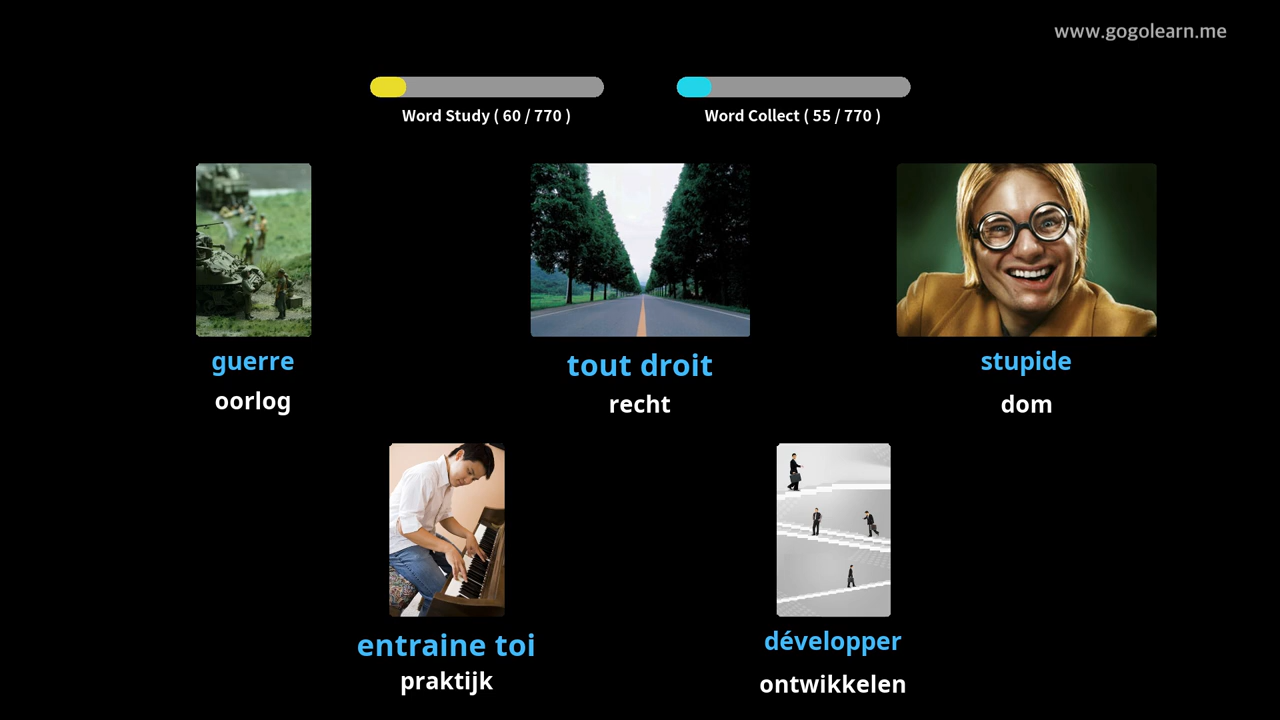 www.gogolearn.me
Word Study ( 60 / 770 )
Word Collect ( 55 / 770 )
guerre
oorlog
tout droit
recht
stupide
dom
entraine toi
praktijk
développer
ontwikkelen